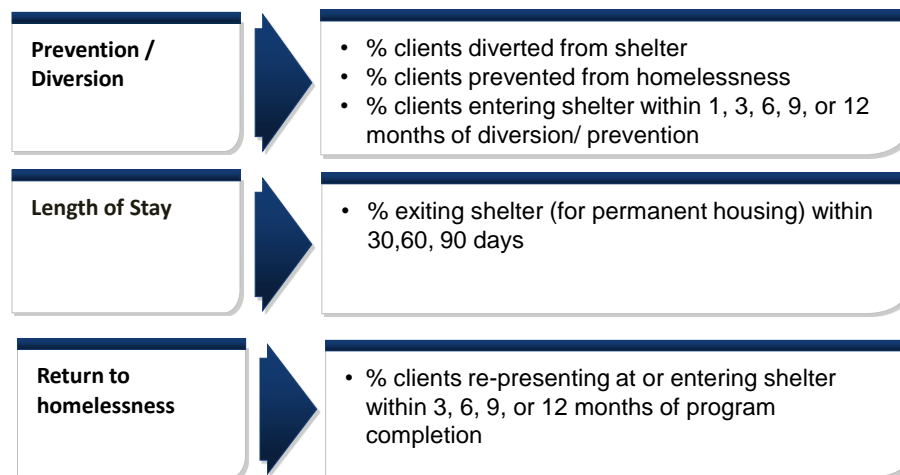 Prevention /
Diversion
• % clients diverted from shelter
• % clients prevented from homelessness
• % clients entering shelter within 1, 3, 6, 9, or 12
months of diversion/ prevention
Length of Stay
• % exiting shelter (for permanent housing) within
30,60, 90 days
Return to
homelessness
• % clients re-presenting at or entering shelter
within 3, 6, 9, or 12 months of program
completion